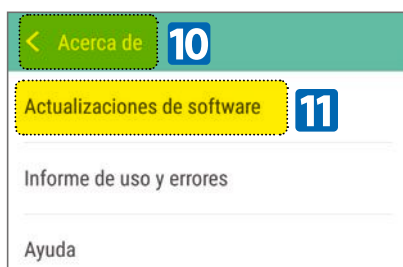 < Acerca de 10
Actualizaciones de software 11
Informe de uso y errores
Ayuda